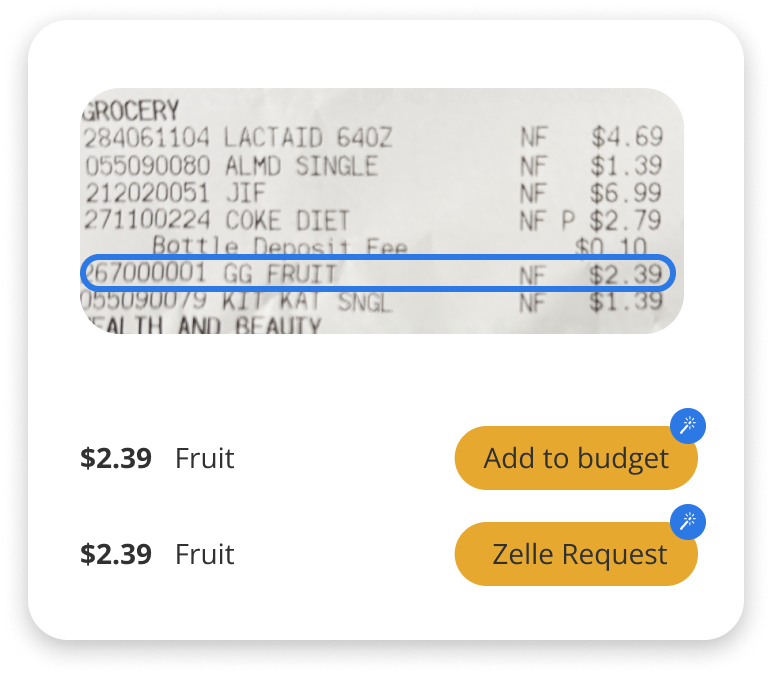 GROCERY
284061104 LACTAID 64OZ NF $4.69
055090080 ALMD SINGLE NF $1.39
212020051 JIF NF $6.99
271100224 COKE DIET NF P $2.79
Bottle Deposit Fee $0.10
267000001 GG FRUIT NF $2.39
055090079 KIT KAT SNGL NF $1.39
HEALTH AND BEAUTY
$2.39 Fruit Add to budget
$2.39 Fruit Zelle Request